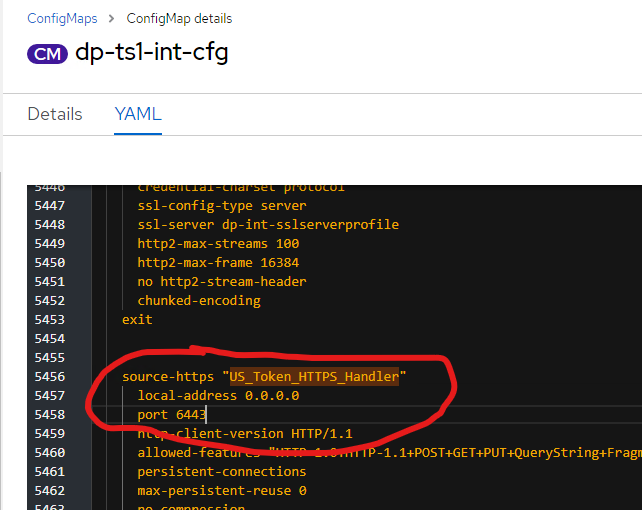 ConfigMaps > ConfigMap details
CM dp-ts1-int-cfg
Details YAML
5446 credential-charset protocol
5447 ssl-config-type server
5448 ssl-server dp-int-sslserverprofile
5449 http2-max-streams 100
5450 http2-max-frame 16384
5451 no http2-stream-header
5452 chunked-encoding
5453 exit
5454
5455
5456 source-https "US_Token_HTTPS_Handler"
5457 local-address 0.0.0.0
5458 port 6443
5459 http-client-version HTTP/1.1
5460 allowed-features "HTTP-1.0+HTTP-1.1+POST+GET+PUT+QueryString+Fragm
5461 persistent-connections
5462 max-persistent-reuse 0
5463 no compression